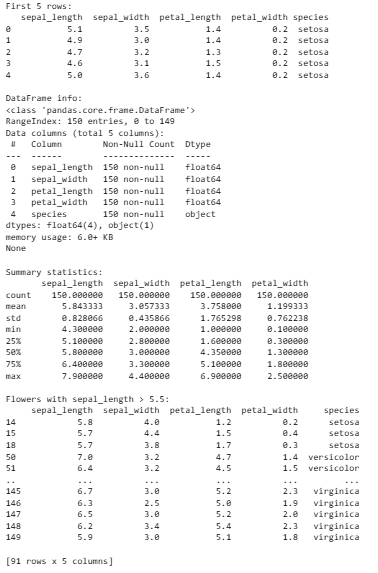 First 5 rows:
   sepal_length  sepal_width  petal_length  petal_width species
0           5.1          3.5           1.4          0.2  setosa
1           4.9          3.0           1.4          0.2  setosa
2           4.7          3.2           1.3          0.2  setosa
3           4.6          3.1           1.5          0.2  setosa
4           5.0          3.6           1.4          0.2  setosa

DataFrame info:
<class 'pandas.core.frame.DataFrame'>
RangeIndex: 150 entries, 0 to 149
Data columns (total 5 columns):
 #   Column        Non-Null Count  Dtype
---  ------        --------------  -----
 0   sepal_length  150 non-null    float64
 1   sepal_width   150 non-null    float64
 2   petal_length  150 non-null    float64
 3   petal_width   150 non-null    float64
 4   species       150 non-null    object
dtypes: float64(4), object(1)
memory usage: 6.0+ KB
None

Summary statistics:
       sepal_length  sepal_width  petal_length  petal_width
count    150.000000   150.000000    150.000000   150.000000
mean       5.843333     3.057333      3.758000     1.199333
std        0.828066     0.435866      1.765298     0.762238
min        4.300000     2.000000      1.000000     0.100000
25%        5.100000     2.800000      1.600000     0.300000
50%        5.800000     3.000000      4.350000     1.300000
75%        6.400000     3.300000      5.100000     1.800000
max        7.900000     4.400000      6.900000     2.500000

Flowers with sepal_length > 5.5:
     sepal_length  sepal_width  petal_length  petal_width     species
14            5.8          4.0           1.2          0.2      setosa
15            5.7          4.4           1.5          0.4      setosa
18            5.7          3.8           1.7          0.3      setosa
50            7.0          3.2           4.7          1.4  versicolor
51            6.4          3.2           4.5          1.5  versicolor
..            ...          ...           ...          ...         ...
145           6.7          3.0           5.2          2.3   virginica
146           6.3          2.5           5.0          1.9   virginica
147           6.5          3.0           5.2          2.0   virginica
148           6.2          3.4           5.4          2.3   virginica
149           5.9          3.0           5.1          1.8   virginica

[91 rows x 5 columns]